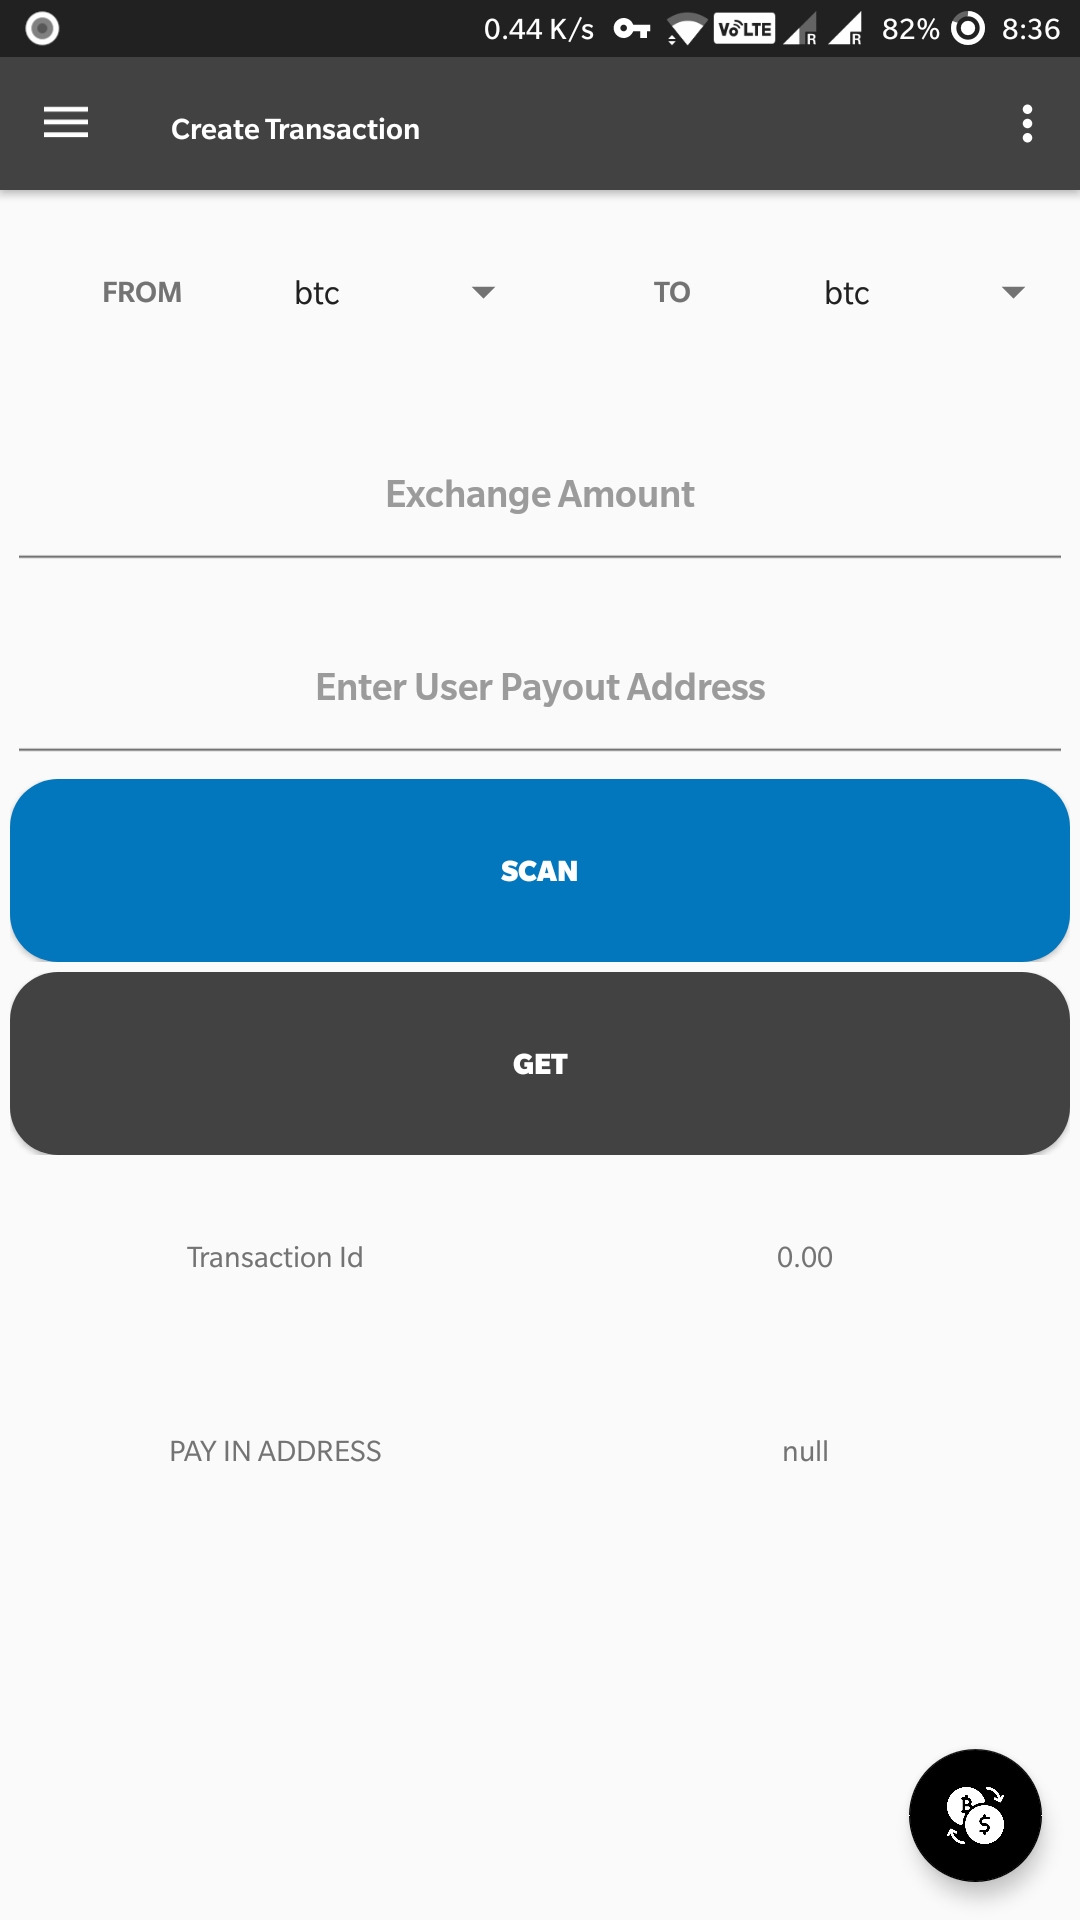 0.44 K/s VoLTE R R 82% 8:36
Create Transaction
FROM btc TO btc
Exchange Amount
Enter User Payout Address
SCAN
GET
Transaction Id 0.00
PAY IN ADDRESS null
B
$